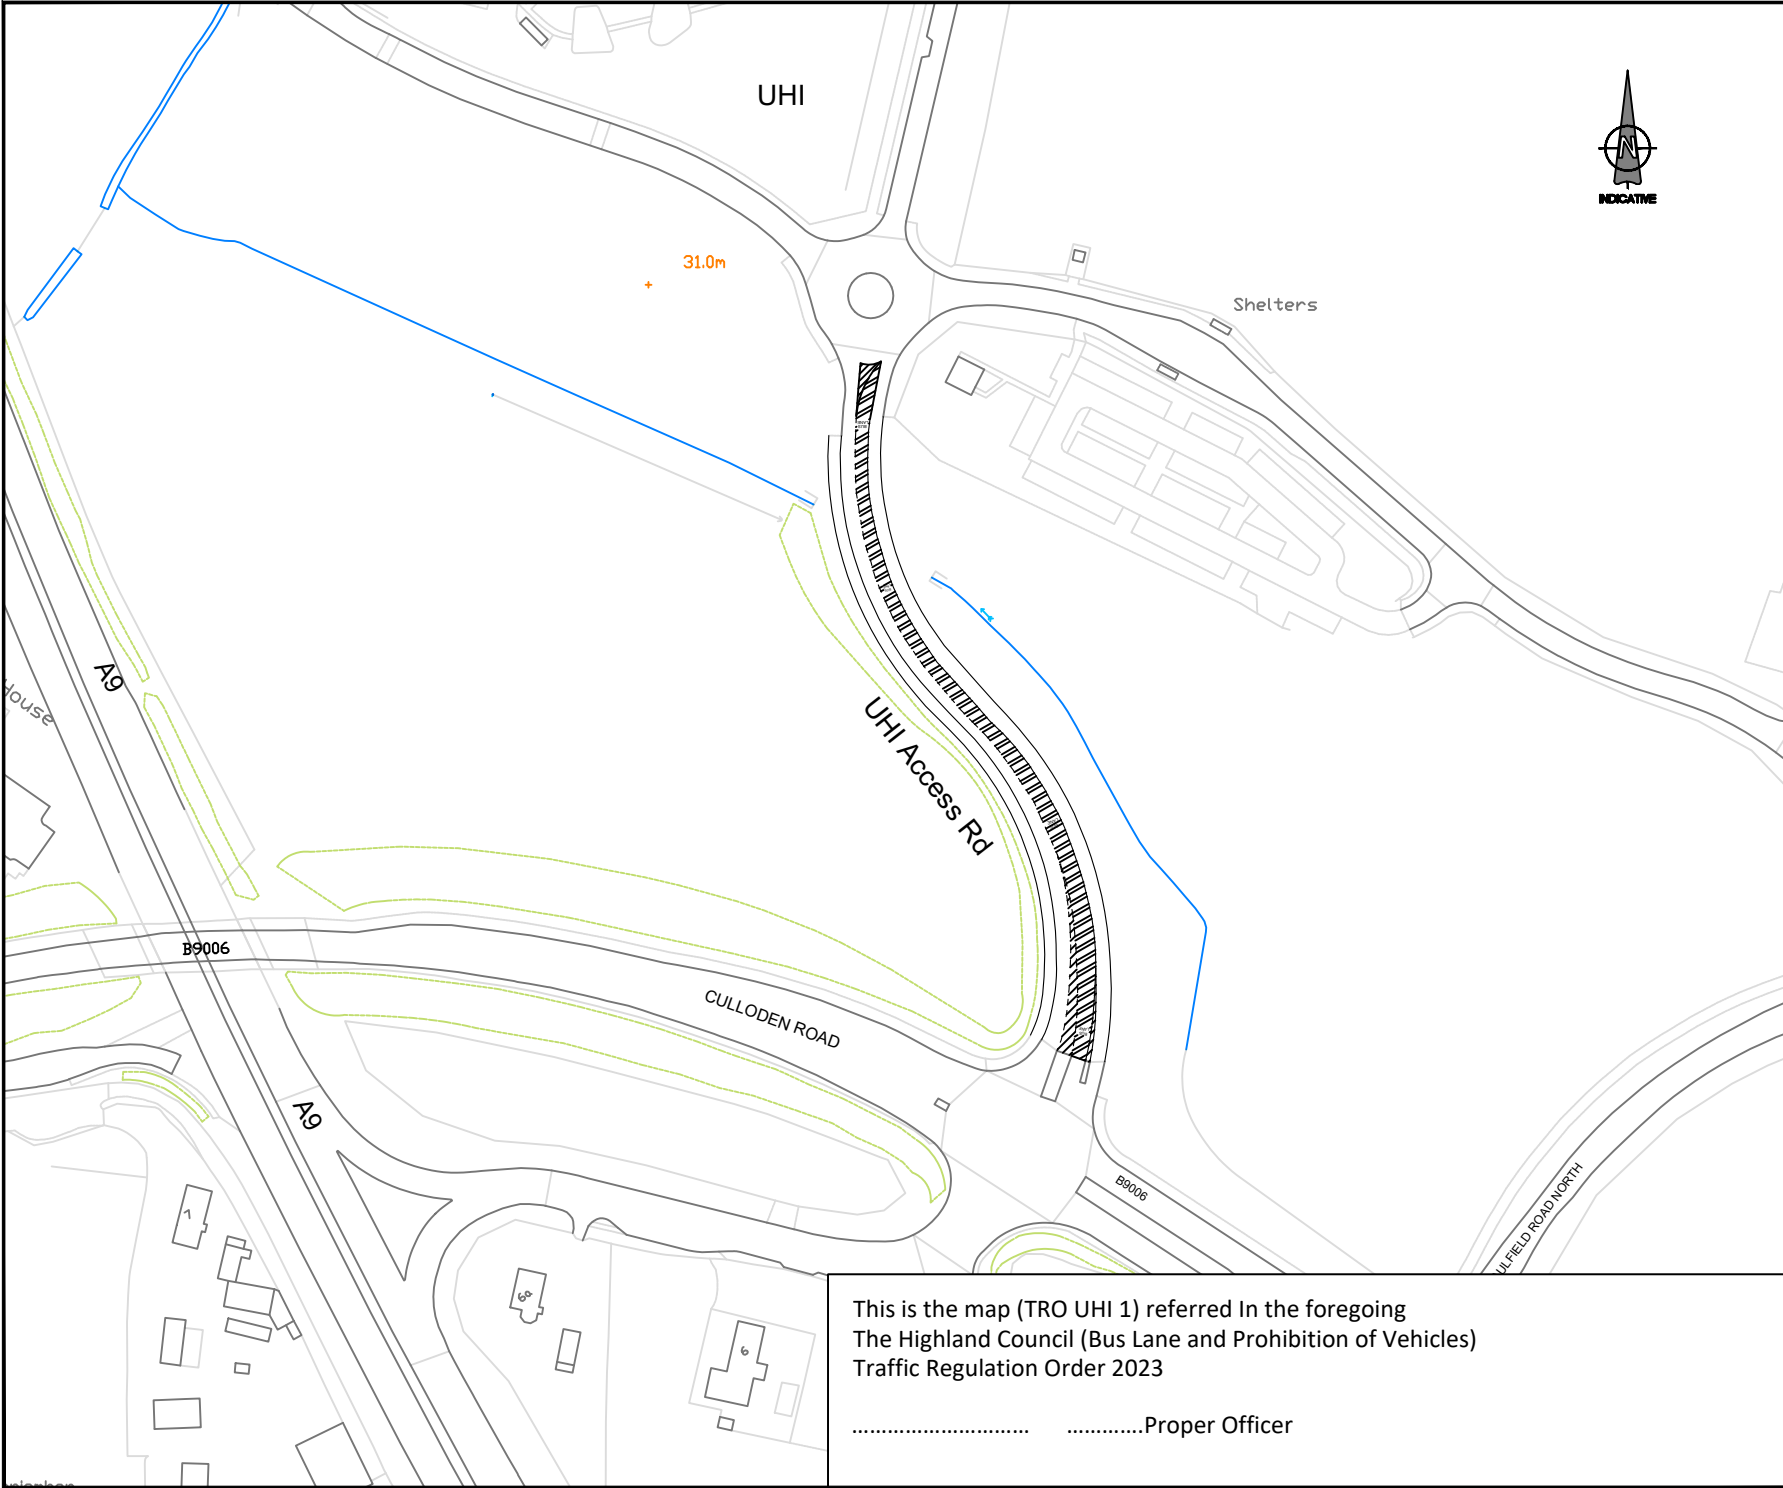 UHI
N
INDICATIVE
31.0m
Shelters
A9
House
UHI Access Rd
B9006
CULLODEN ROAD
A9
B9006
ULFIELD ROAD NORTH
7
6a
6
This is the map (TRO UHI 1) referred In the foregoing
The Highland Council (Bus Lane and Prohibition of Vehicles)
Traffic Regulation Order 2023
………………………… ………….Proper Officer